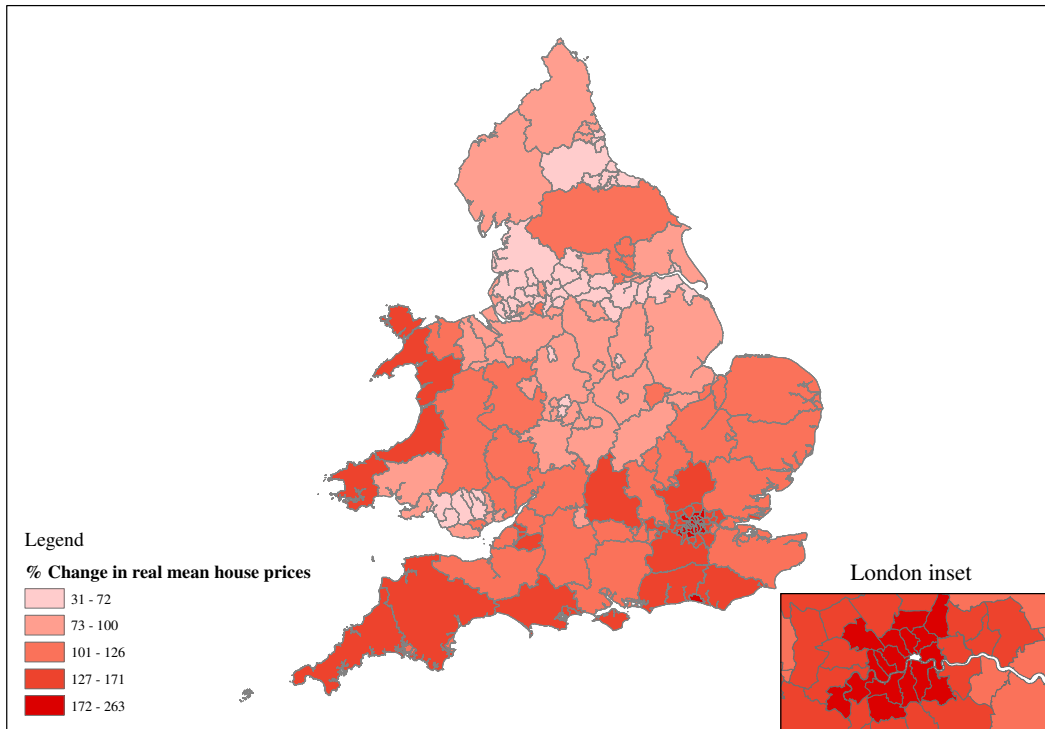 Legend
% Change in real mean house prices
31 - 72
73 - 100
101 - 126
127 - 171
172 - 263
London inset